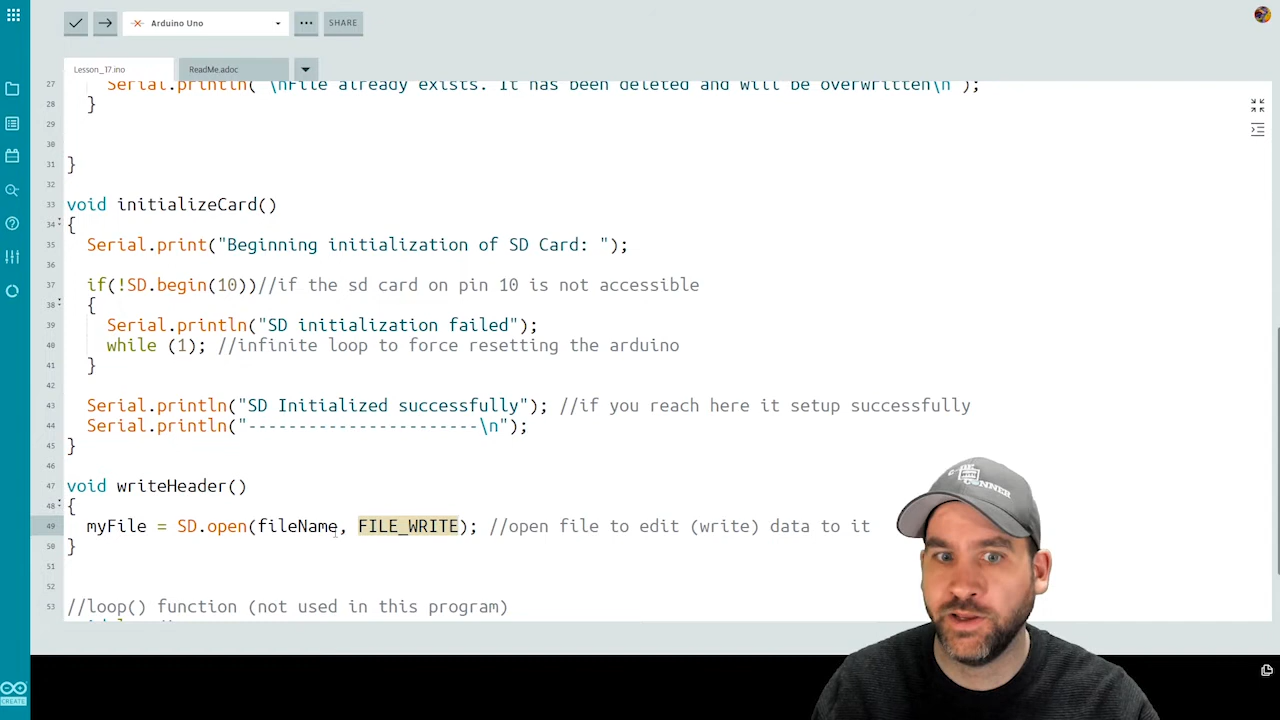 Arduino Uno
SHARE
Lesson_17.ino
ReadMe.adoc
27 Serial.println("\nFile already exists. It has been deleted and will be overwritten\n");
28 }
29
30
31 }
32
33 void initializeCard()
34 {
35 Serial.print("Beginning initialization of SD Card: ");
36
37 if(!SD.begin(10))//if the sd card on pin 10 is not accessible
38 {
39 Serial.println("SD initialization failed");
40 while (1); //infinite loop to force resetting the arduino
41 }
42
43 Serial.println("SD Initialized successfully"); //if you reach here it setup successfully
44 Serial.println("-----------------------\n");
45 }
46
47 void writeHeader()
48 {
49 myFile = SD.open(fileName, FILE_WRITE); //open file to edit (write) data to it
50 }
51
52
53 //loop() function (not used in this program)
CREATE